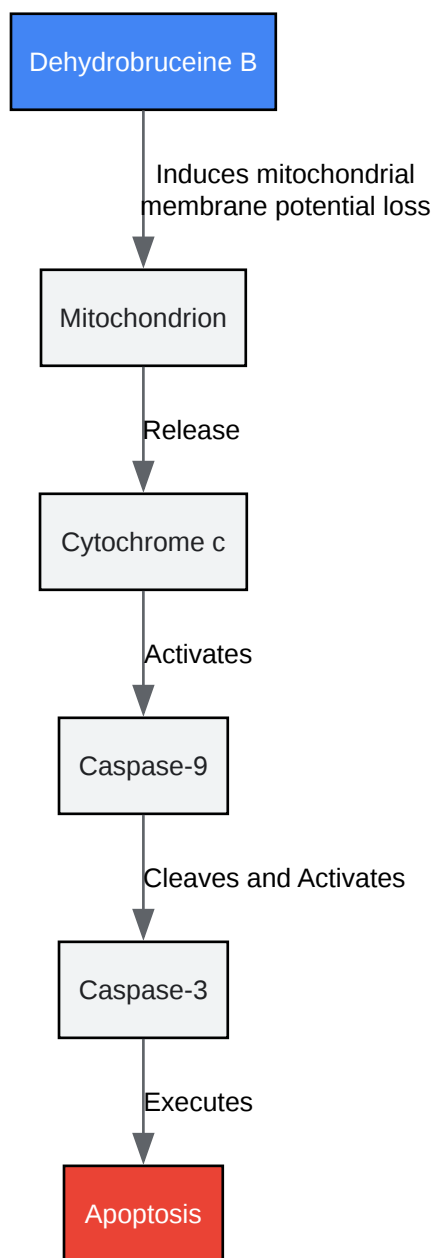 Dehydrobruceine B
Induces mitochondrial
membrane potential loss
Mitochondrion
Release
Cytochrome c
Activates
Caspase-9
Cleaves and Activates
Caspase-3
Executes
Apoptosis